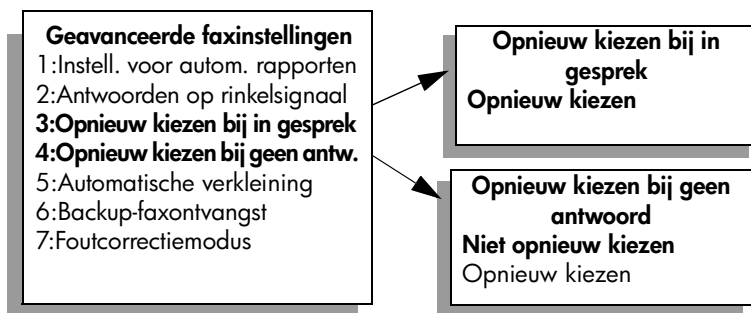 Geavanceerde faxinstellingen
1:Instell. voor autom. rapporten
2:Antwoorden op rinkelsignaal
3:Opnieuw kiezen bij in gesprek
4:Opnieuw kiezen bij geen antw.
5:Automatische verkleining
6:Backup-faxontvangst
7:Foutcorrectiemodus
Opnieuw kiezen bij in
gesprek
Opnieuw kiezen
Opnieuw kiezen bij geen
antwoord
Niet opnieuw kiezen
Opnieuw kiezen